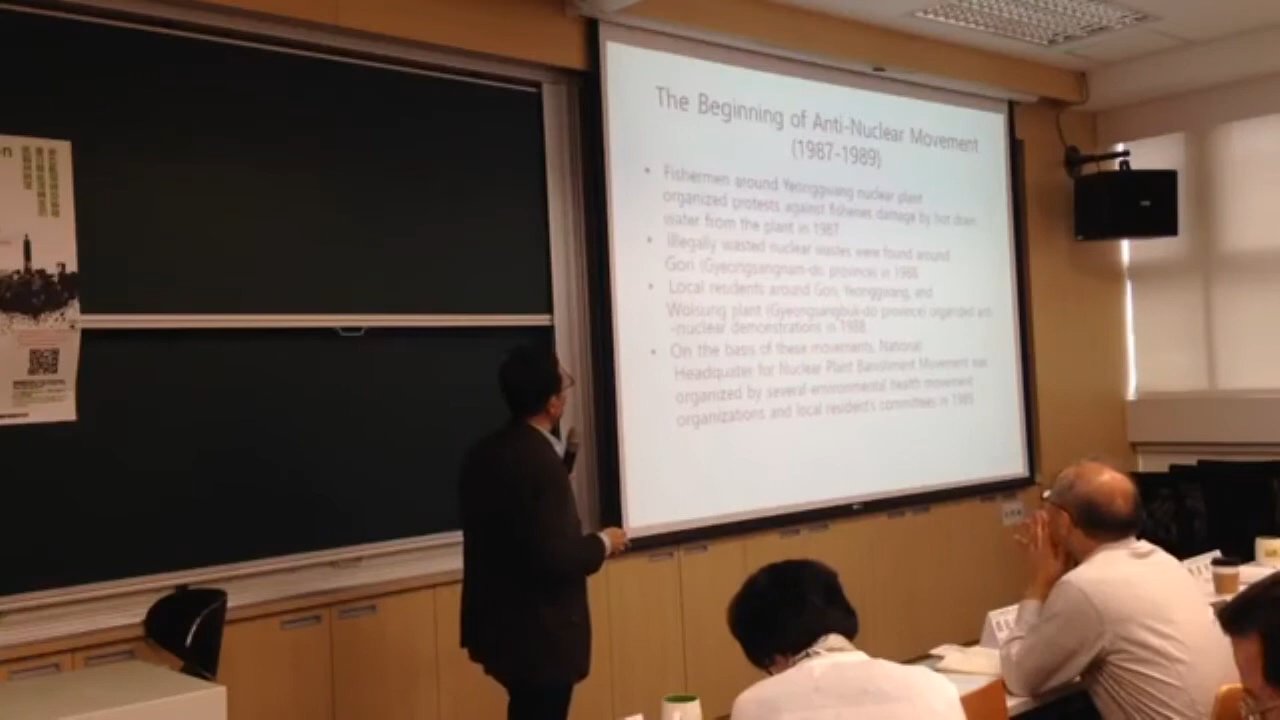 The Beginning of Anti-Nuclear Movement
(1987-1989)
• Fishermen around Yeonggwang nuclear plant
organized protests against fisheries damage by hot drain
water from the plant in 1987
• Illegally wasted nuclear wastes were found around
Gori (Gyeongsangnam-do province) in 1988
• Local residents around Gori, Yeonggwang, and
Wolsung plant (Gyeongsangbuk-do province) organized anti
-nuclear demonstrations in 1988
• On the basis of these movements, National
Headquater for Nuclear Plant Banishment Movement was
organized by several environmental health movement
organizations and local resident's committees in 1989